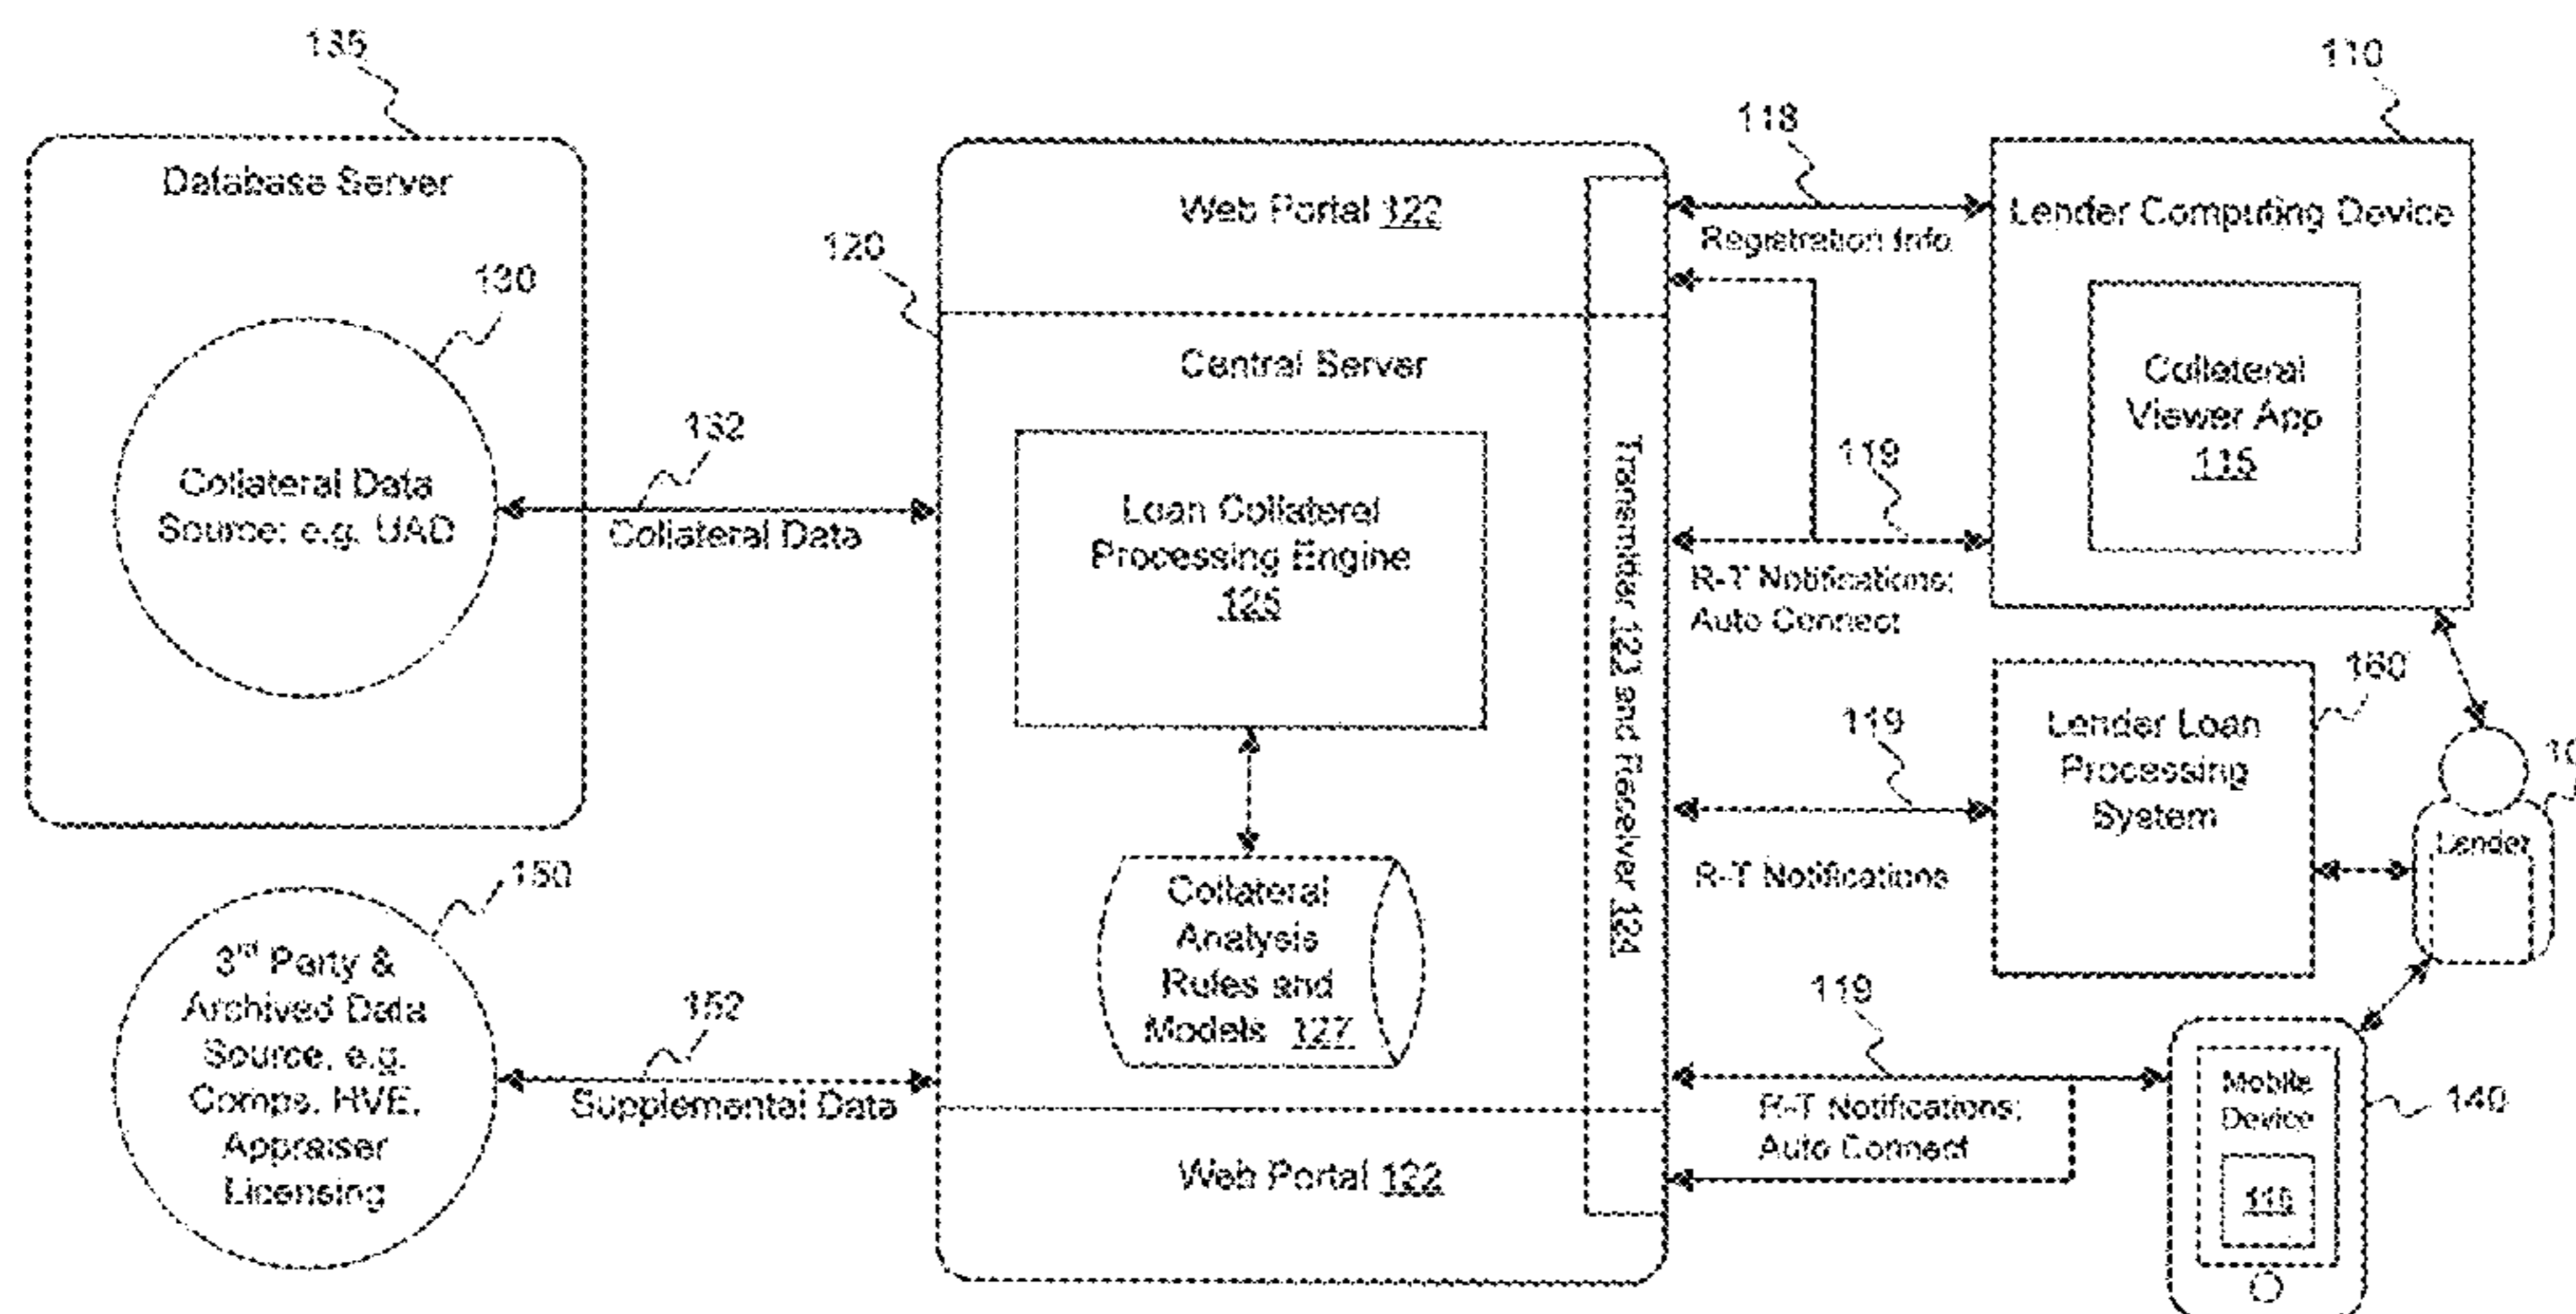 135
Database Server
130
Collateral Data
Source: e.g. UAD
132
Collateral Data
150
3rd Party &
Archived Data
Source, e.g.
Comps, HVE,
Appraiser
Licensing
152
Supplemental Data
120
Web Portal 122
Central Server
Loan Collateral
Processing Engine
125
Collateral
Analysis
Rules and
Models 127
Web Portal 122
Transmitter 123 and Receiver 124
118
Registration Info
119
R-T Notifications;
Auto Connect
119
R-T Notifications
119
R-T Notifications;
Auto Connect
110
Lender Computing Device
Collateral
Viewer App
115
160
Lender Loan
Processing
System
Lender
Mobile
Device
115
140